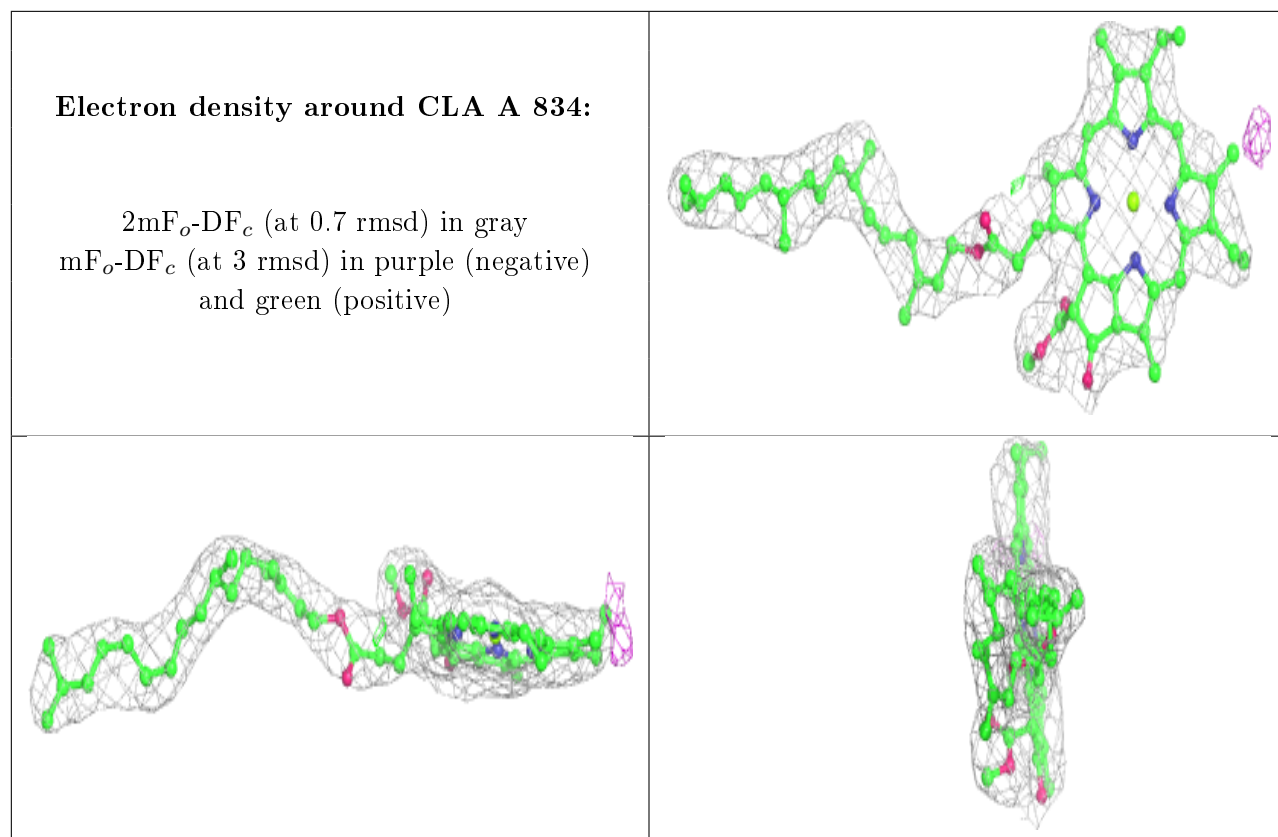 Electron density around CLA A 834:
2mFo-DFc (at 0.7 rmsd) in gray
mFo-DFc (at 3 rmsd) in purple (negative)
and green (positive)